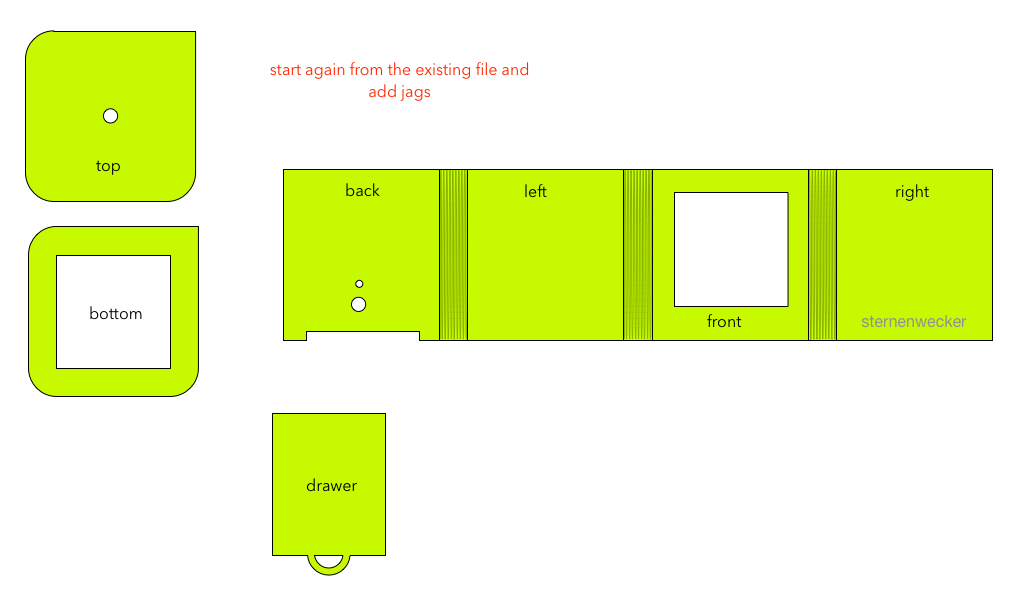 start again from the existing file and
add jags
top
back
left
right
bottom
front
sternenwecker
drawer